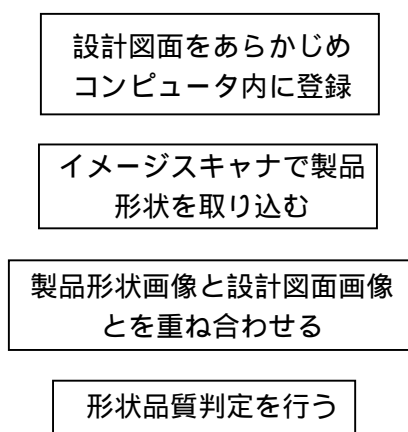 設計図面をあらかじめ
コンピュータ内に登録
イメージスキャナで製品
形状を取り込む
製品形状画像と設計図面画像
とを重ね合わせる
形状品質判定を行う